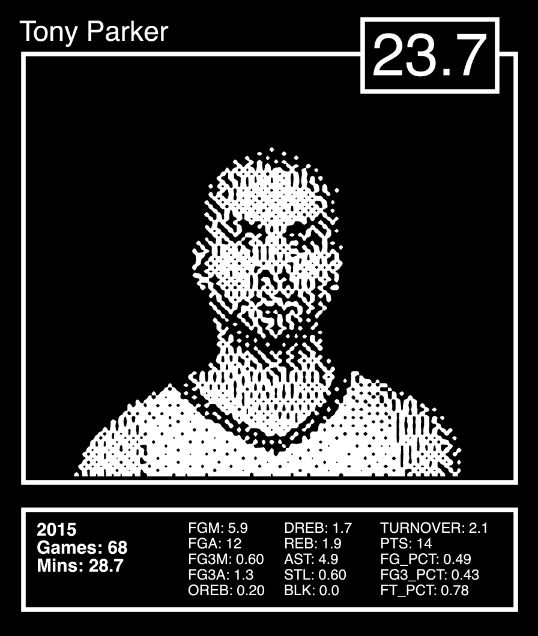 Tony Parker
23.7
2015
Games: 68
Mins: 28.7
FGM: 5.9
FGA: 12
FG3M: 0.60
FG3A: 1.3
OREB: 0.20
DREB: 1.7
REB: 1.9
AST: 4.9
STL: 0.60
BLK: 0.0
TURNOVER: 2.1
PTS: 14
FG_PCT: 0.49
FG3_PCT: 0.43
FT_PCT: 0.78